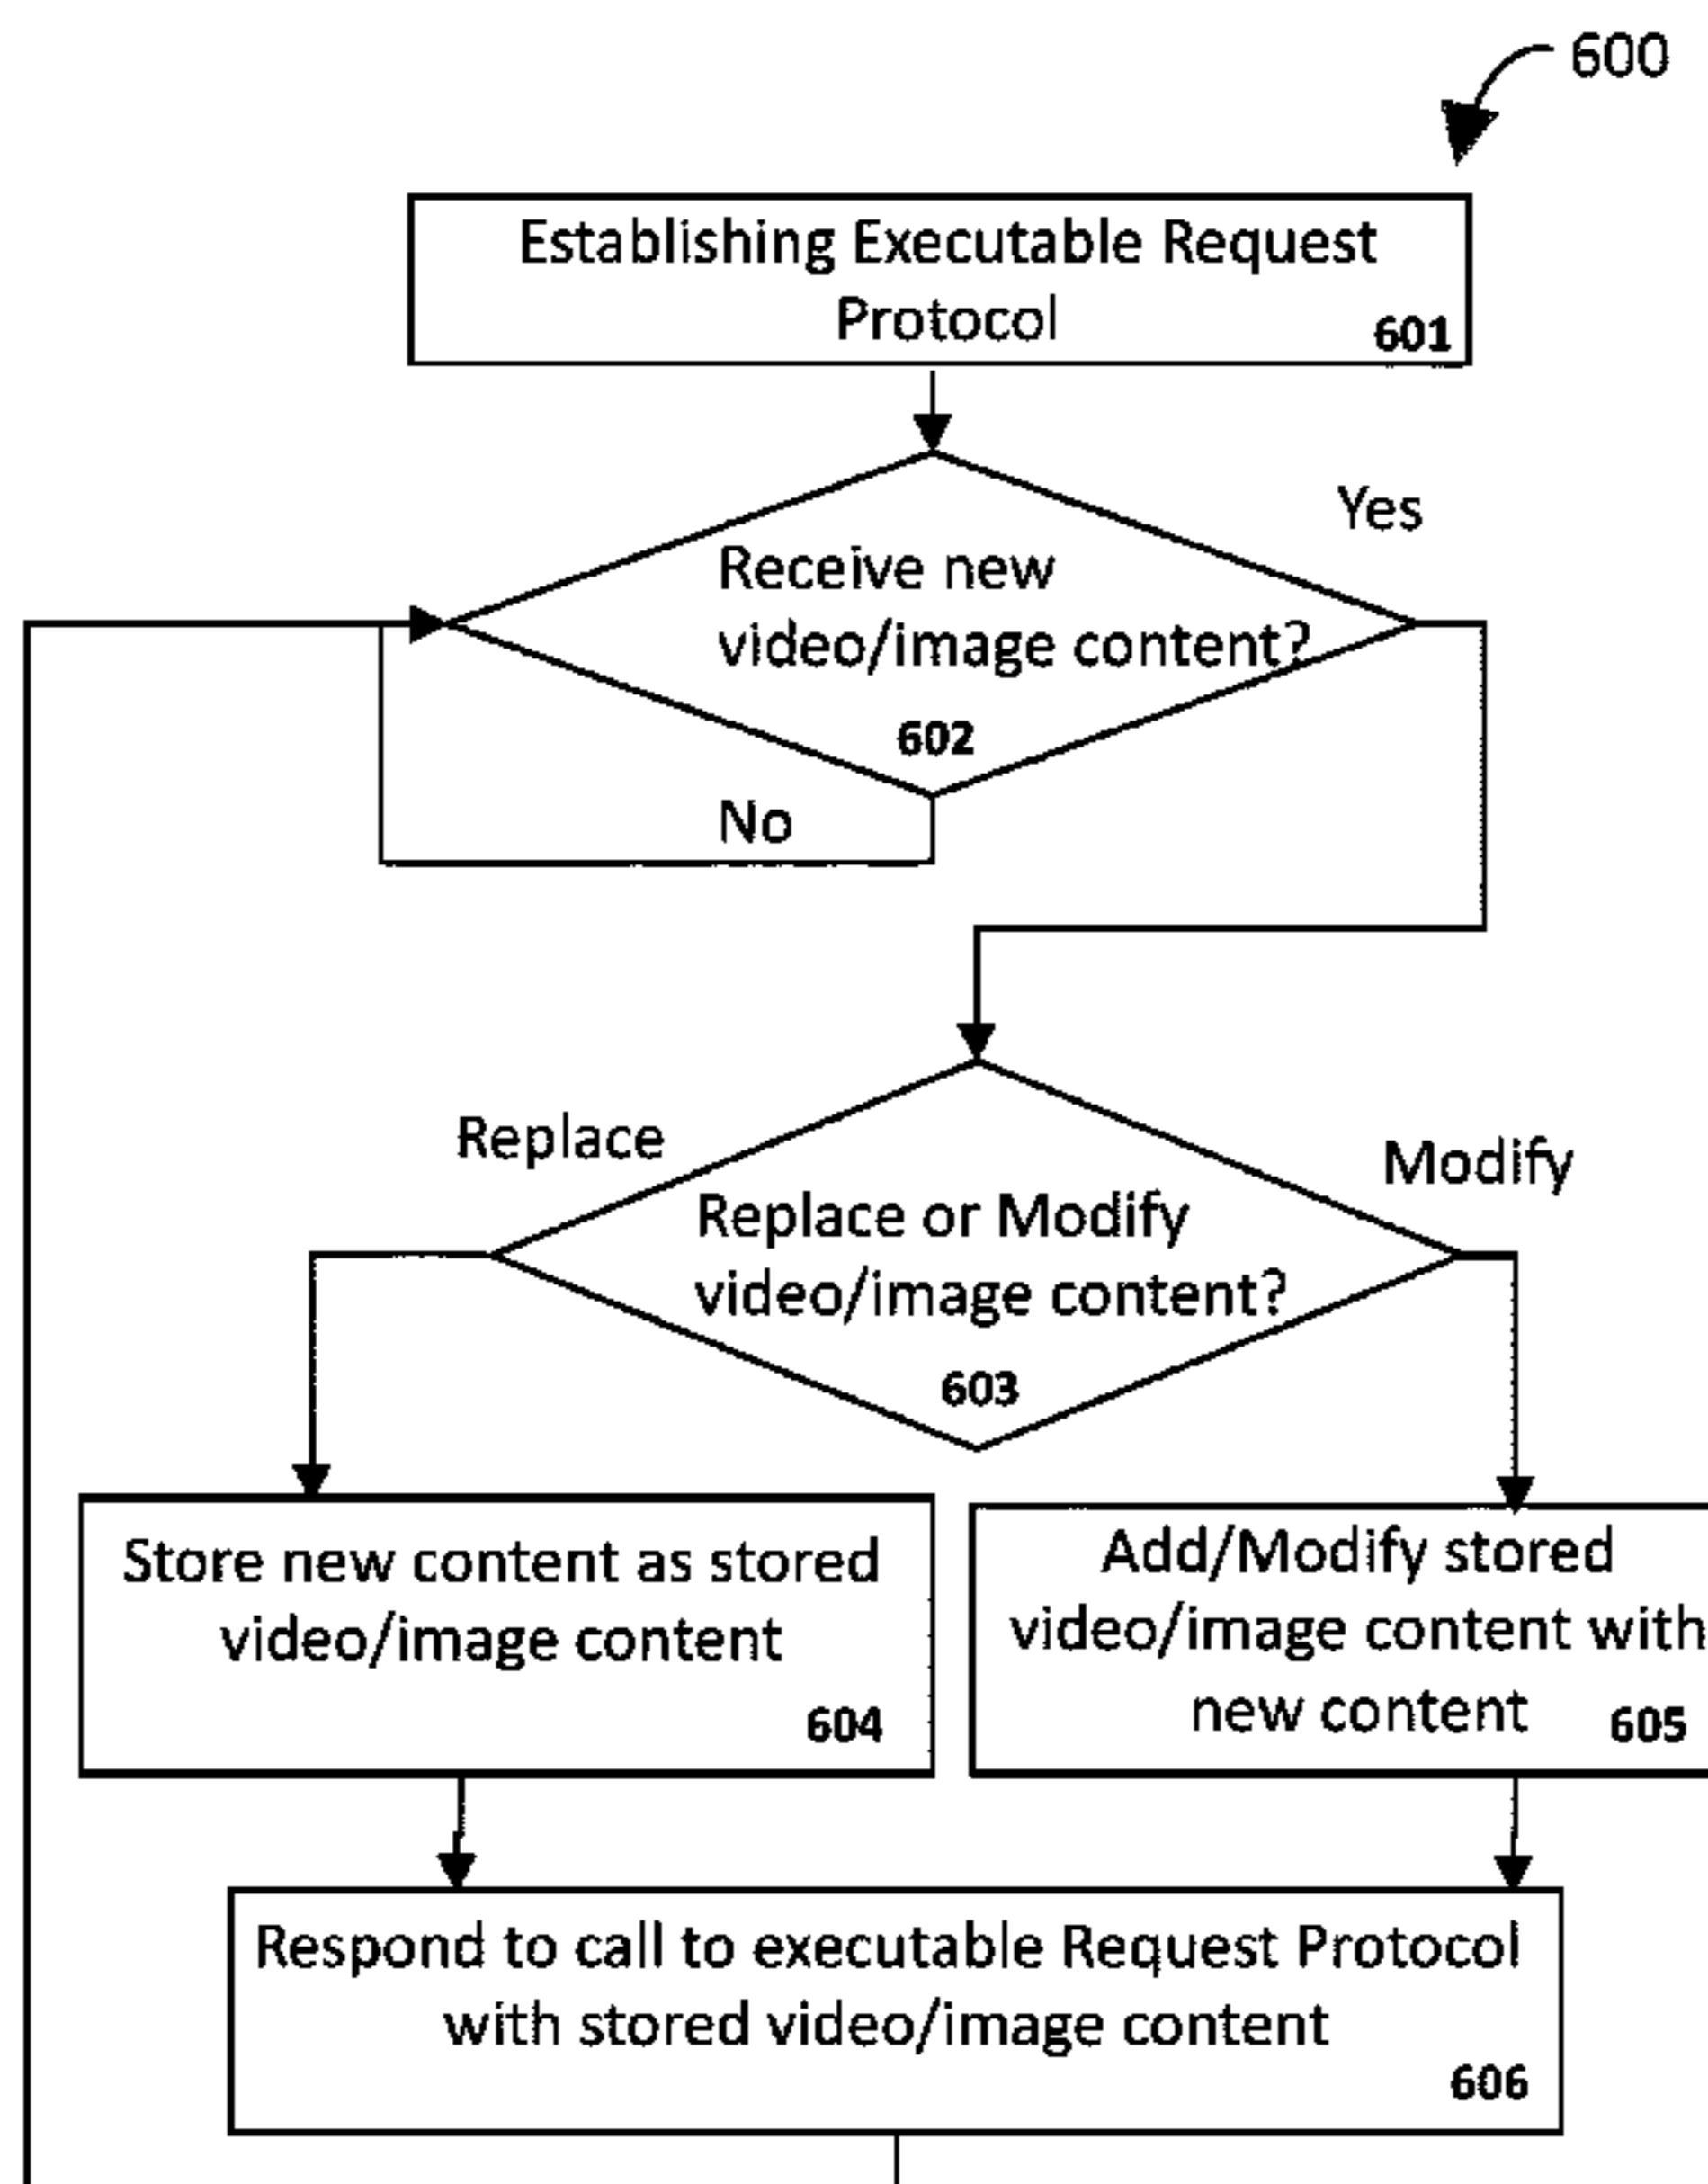 600
Establishing Executable Request
Protocol
601
Yes
Receive new
video/image content?
602
No
Replace
Modify
Replace or Modify
video/image content?
603
Store new content as stored
video/image content
604
Add/Modify stored
video/image content with
new content
605
Respond to call to executable Request Protocol
with stored video/image content
606